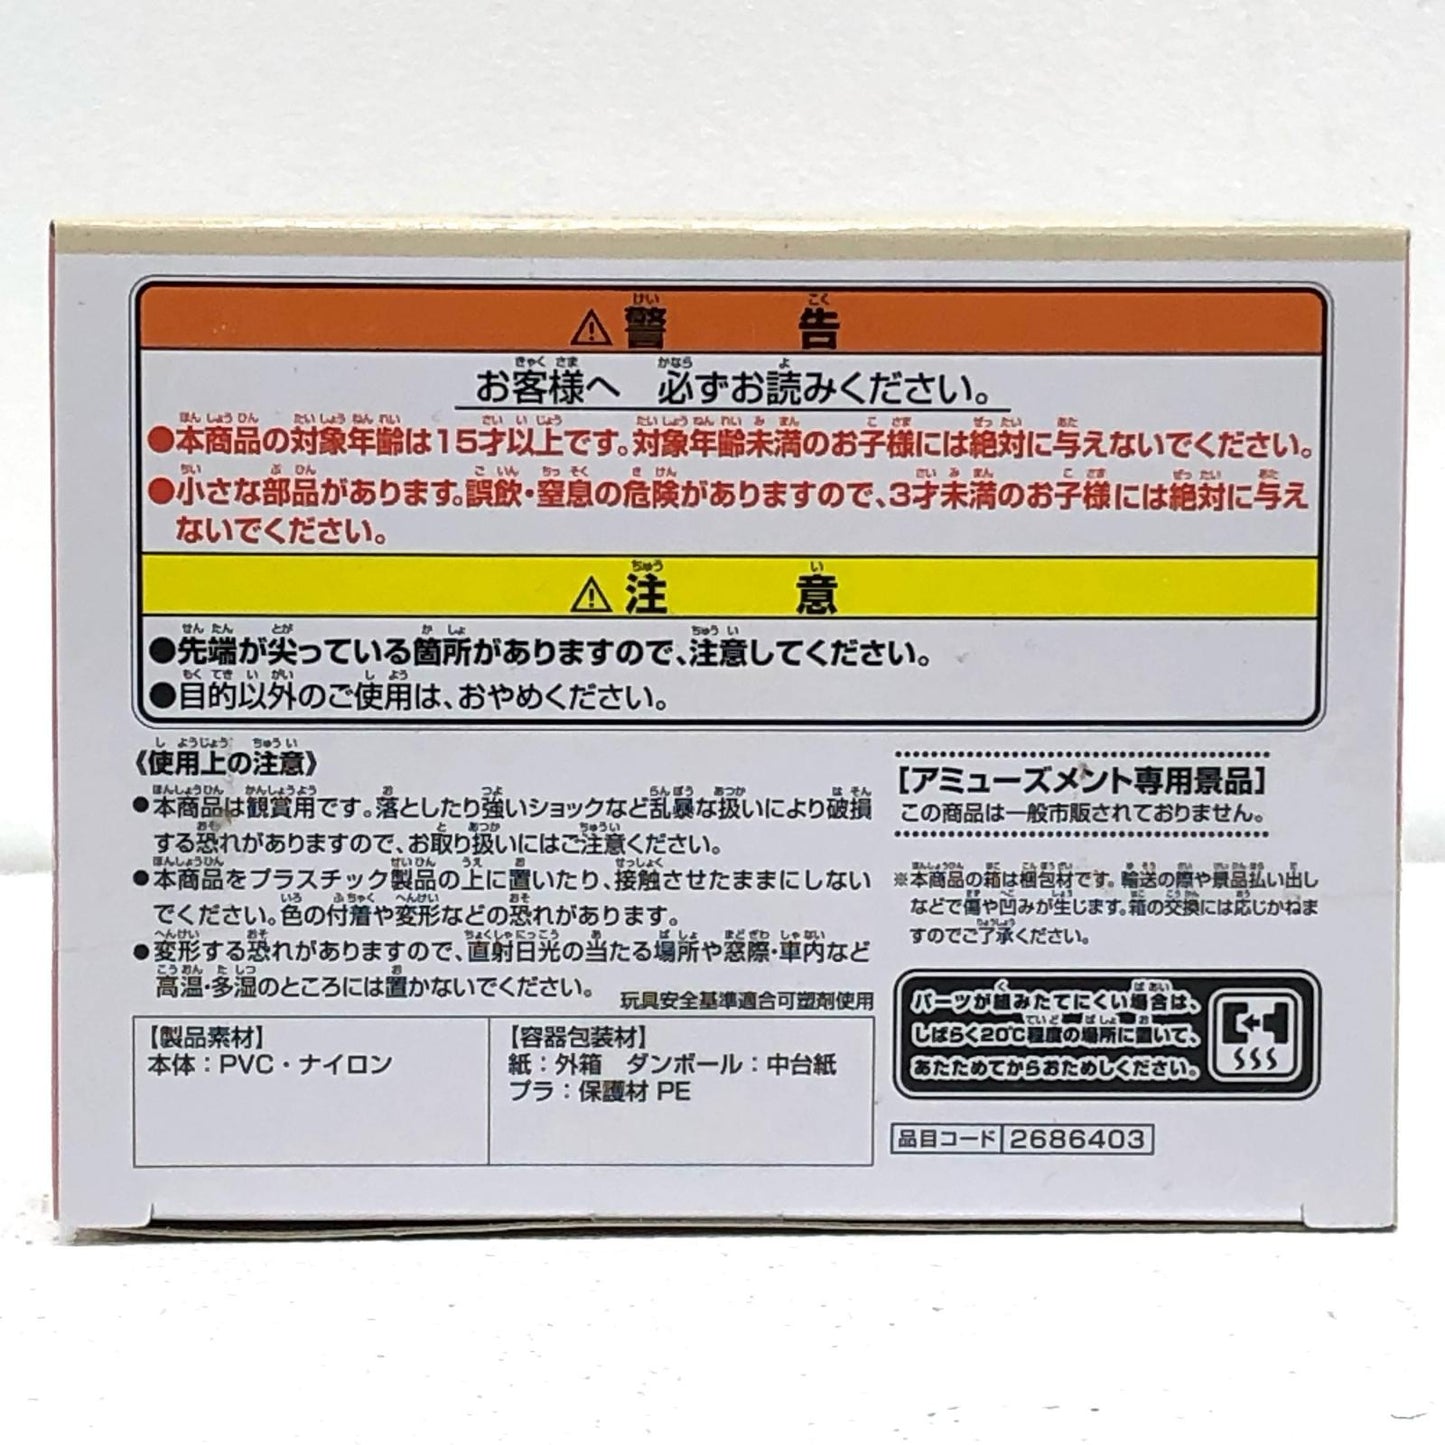 ⚠警告
お客様へ 必ずお読みください。
●本商品の対象年齢は15才以上です。対象年齢未満のお子様には絶対に与えないでください。
●小さな部品があります。誤飲・窒息の危険がありますので、3才未満のお子様には絶対に与え
ないでください。
⚠注意
●先端が尖っている箇所がありますので、注意してください。
●目的以外のご使用は、おやめください。
《使用上の注意》
●本商品は観賞用です。落としたり強いショックなど乱暴な扱いにより破損
する恐れがありますので、お取り扱いにはご注意ください。
●本商品をプラスチック製品の上に置いたり、接触させたままにしない
でください。色の付着や変形などの恐れがあります。
●変形する恐れがありますので、直射日光の当たる場所や窓際・車内など
高温・多湿のところには置かないでください。
玩具安全基準適合可塑剤使用
【製品素材】
本体：PVC・ナイロン
【容器包装材】
紙：外箱 ダンボール：中台紙
プラ：保護材 PE
[アミューズメント専用景品]
この商品は一般市販されておりません。
※本商品の箱は梱包材です。輸送の際や景品払い出し
などで傷や凹みが生じます。箱の交換には応じかねま
すのでご了承ください。
パーツが組みたてにくい場合は、
しばらく20℃程度の場所に置いて、
あたためてからおためしください。
品目コード 2686403